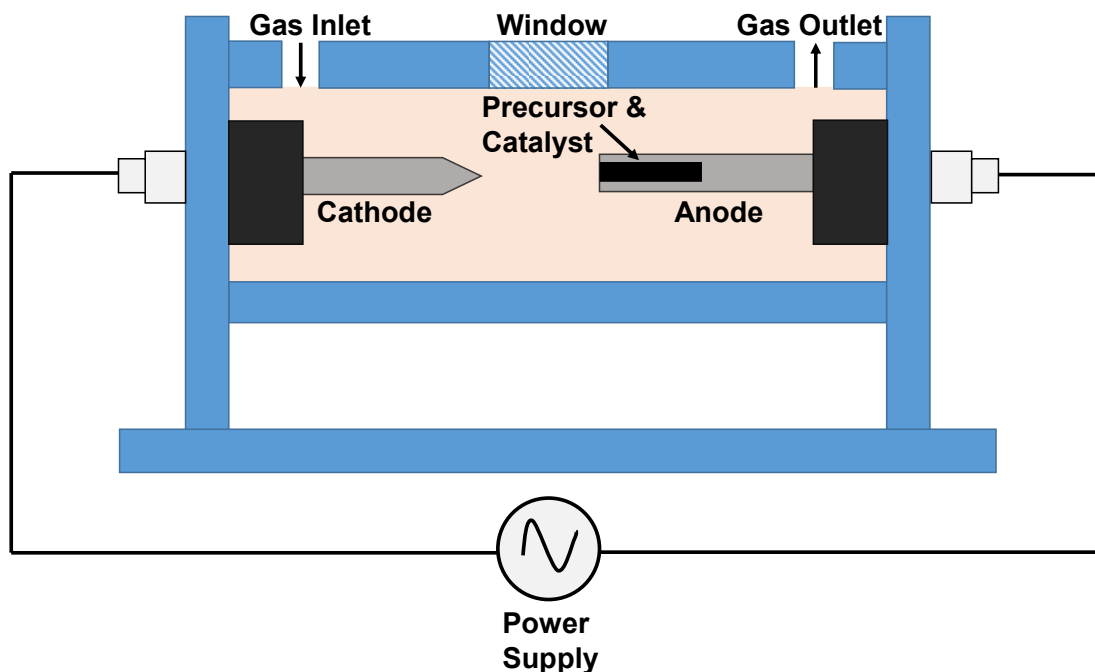 Gas Inlet
Window
Gas Outlet
Precursor &
Catalyst
Cathode
Anode
Power
Supply